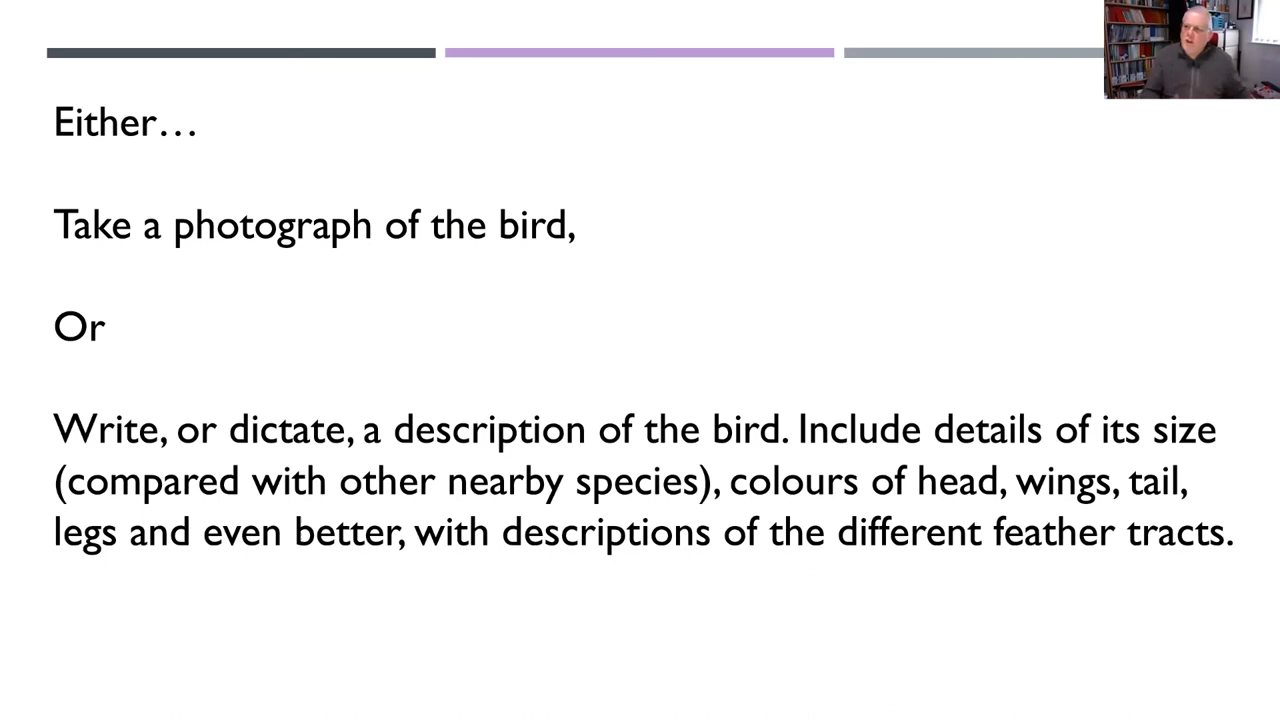 Either…
Take a photograph of the bird,
Or
Write, or dictate, a description of the bird. Include details of its size
(compared with other nearby species), colours of head, wings, tail,
legs and even better, with descriptions of the different feather tracts.